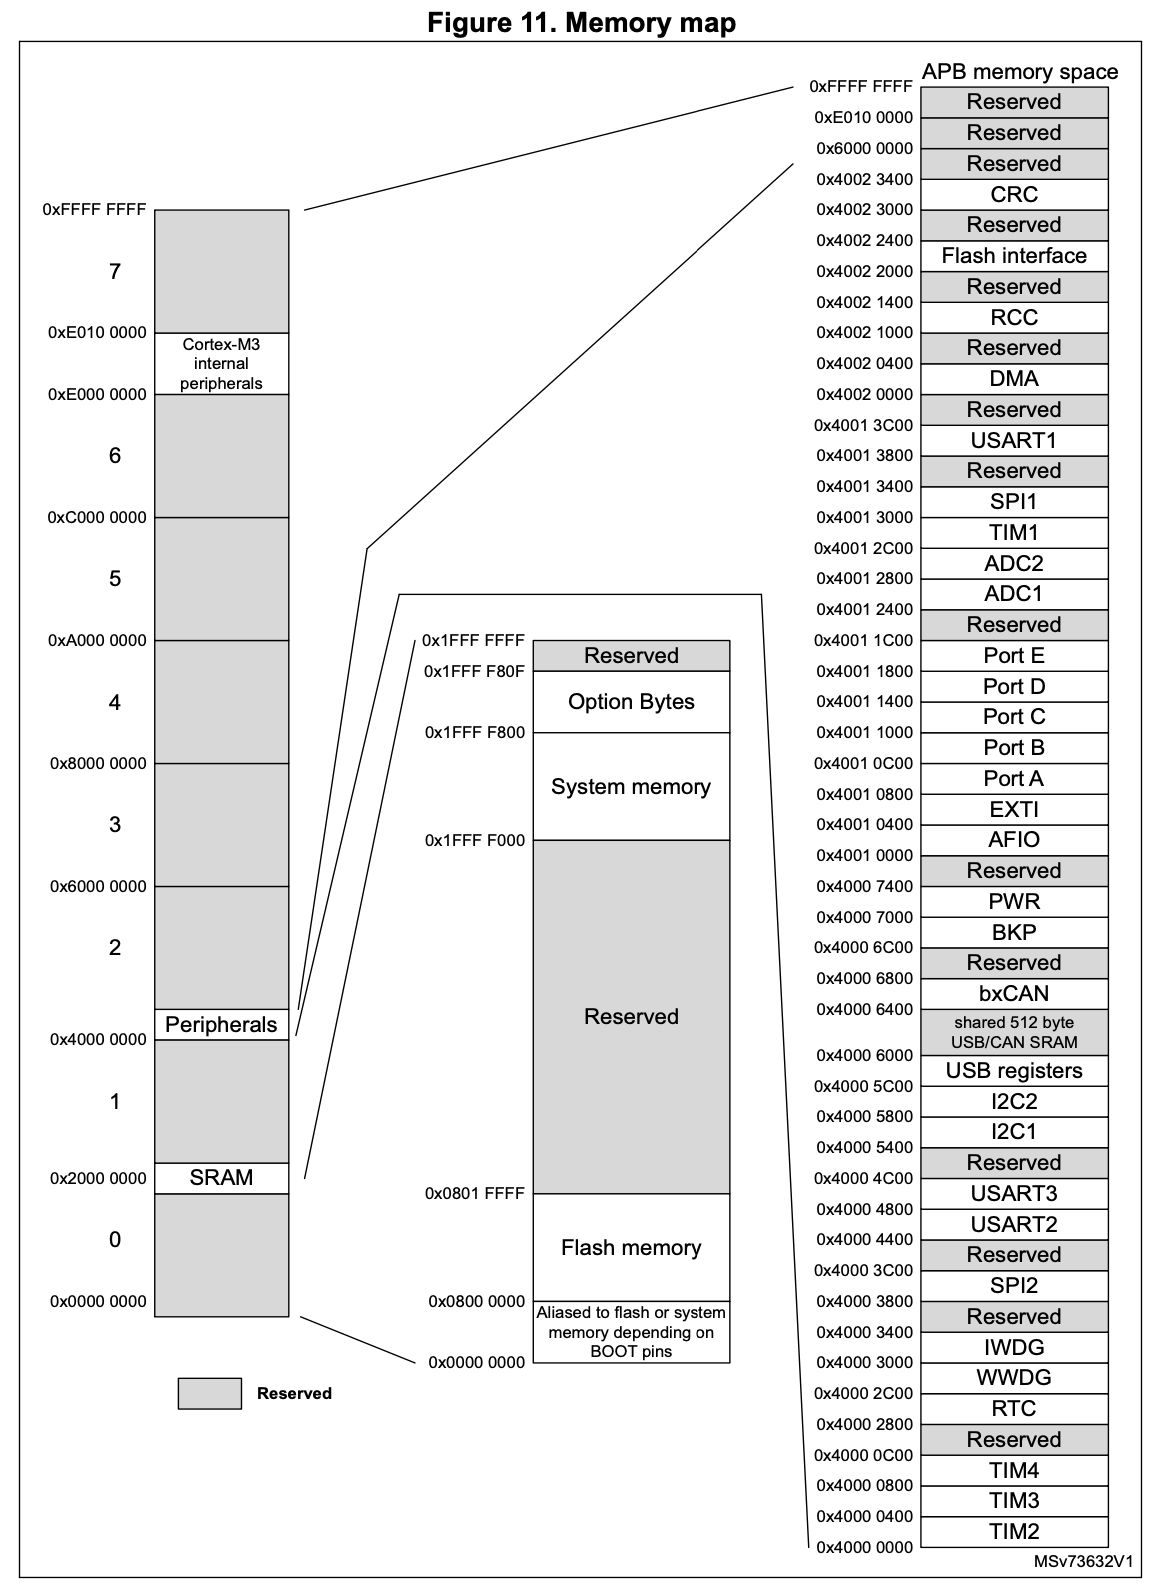 Figure 11. Memory map
0xFFFF FFFF
7
0xE010 0000
Cortex-M3
internal
peripherals
0xE000 0000
6
0xC000 0000
5
0xA000 0000
4
0x8000 0000
3
0x6000 0000
2
Peripherals
0x4000 0000
1
SRAM
0x2000 0000
0
0x0000 0000
Reserved
0x1FFF FFFF
Reserved
0x1FFF F80F
Option Bytes
0x1FFF F800
System memory
0x1FFF F000
Reserved
0x0801 FFFF
Flash memory
0x0800 0000
Aliased to flash or system
memory depending on
BOOT pins
0x0000 0000
APB memory space
0xFFFF FFFF
Reserved
0xE010 0000
Reserved
0x6000 0000
Reserved
0x4002 3400
CRC
0x4002 3000
Reserved
0x4002 2400
Flash interface
0x4002 2000
Reserved
0x4002 1400
RCC
0x4002 1000
Reserved
0x4002 0400
DMA
0x4002 0000
Reserved
0x4001 3C00
USART1
0x4001 3800
Reserved
0x4001 3400
SPI1
0x4001 3000
TIM1
0x4001 2C00
ADC2
0x4001 2800
ADC1
0x4001 2400
Reserved
0x4001 1C00
Port E
0x4001 1800
Port D
0x4001 1400
Port C
0x4001 1000
Port B
0x4001 0C00
Port A
0x4001 0800
EXTI
0x4001 0400
AFIO
0x4001 0000
Reserved
0x4000 7400
PWR
0x4000 7000
BKP
0x4000 6C00
Reserved
0x4000 6800
bxCAN
0x4000 6400
shared 512 byte
USB/CAN SRAM
0x4000 6000
USB registers
0x4000 5C00
I2C2
0x4000 5800
I2C1
0x4000 5400
Reserved
0x4000 4C00
USART3
0x4000 4800
USART2
0x4000 4400
Reserved
0x4000 3C00
SPI2
0x4000 3800
Reserved
0x4000 3400
IWDG
0x4000 3000
WWDG
0x4000 2C00
RTC
0x4000 2800
Reserved
0x4000 0C00
TIM4
0x4000 0800
TIM3
0x4000 0400
TIM2
0x4000 0000
MSv73632V1